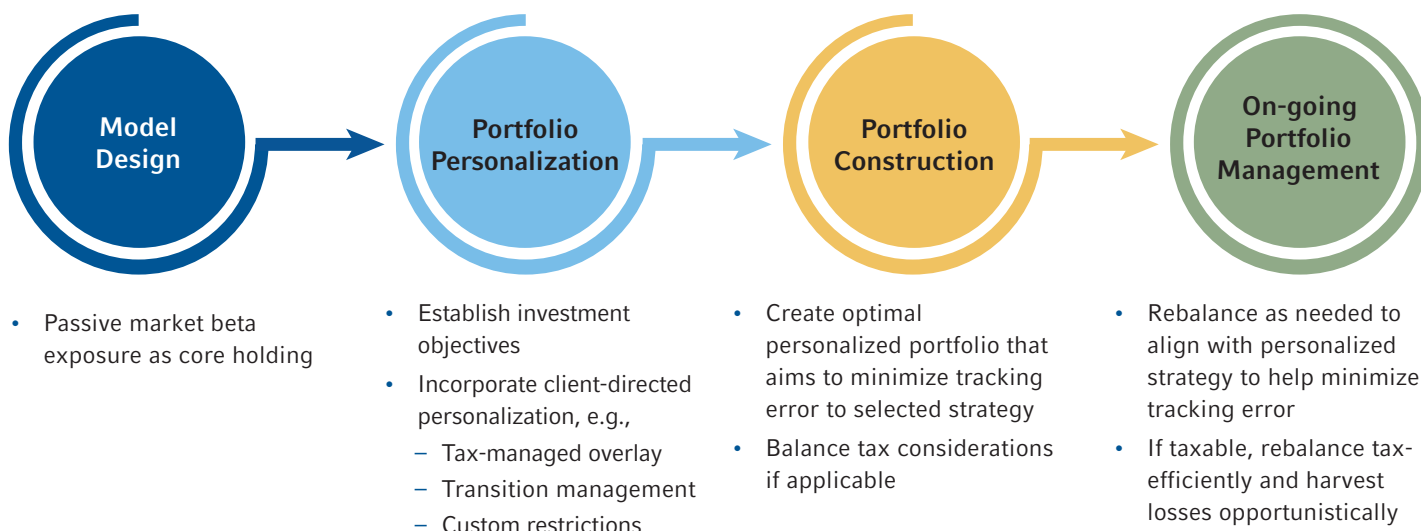 Model
Design
Portfolio
Personalization
Portfolio
Construction
On-going
Portfolio
Management
• Passive market beta
exposure as core holding
• Establish investment
objectives
• Incorporate client-directed
personalization, e.g.,
– Tax-managed overlay
– Transition management
– Custom restrictions
• Create optimal
personalized portfolio that
aims to minimize tracking
error to selected strategy
• Balance tax considerations
if applicable
• Rebalance as needed to
align with personalized
strategy to help minimize
tracking error
• If taxable, rebalance tax-
efficiently and harvest
losses opportunistically